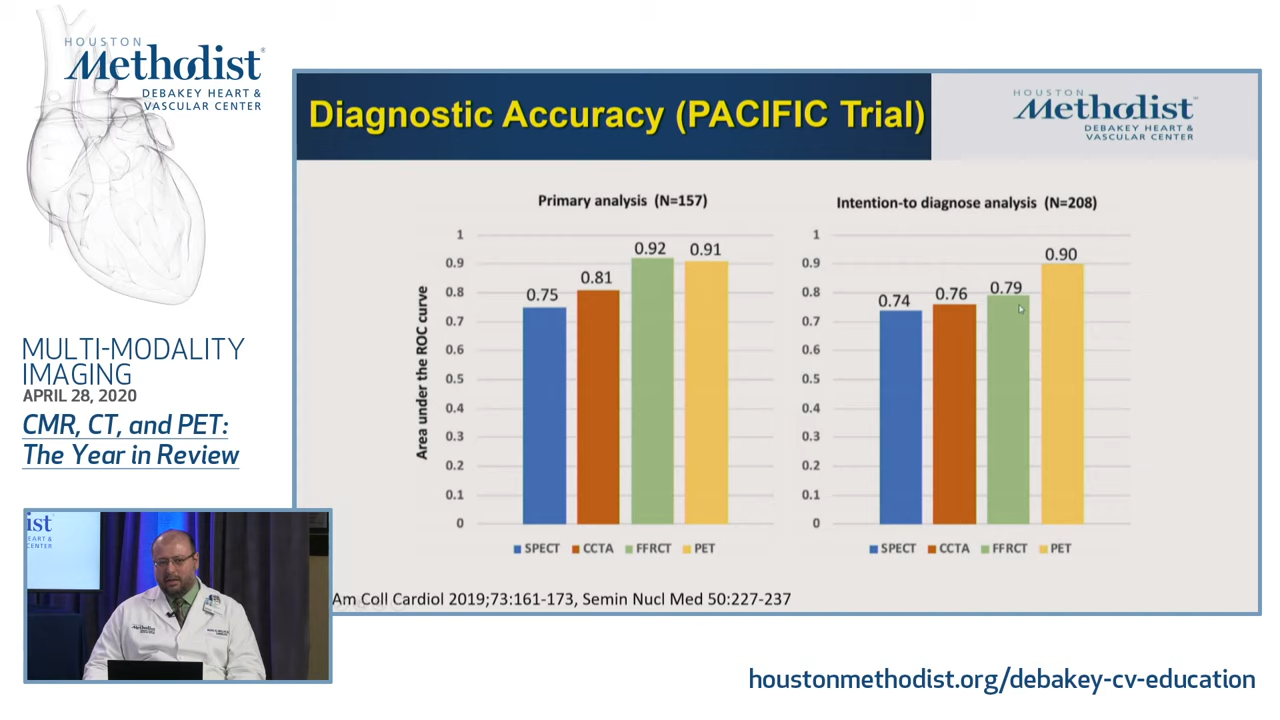 HOUSTON
Methodist®
DEBAKEY HEART &
VASCULAR CENTER
MULTI-MODALITY
IMAGING
APRIL 28, 2020
CMR, CT, and PET:
The Year in Review
Diagnostic Accuracy (PACIFIC Trial)
HOUSTON
Methodist
DEBAKEY HEART &
VASCULAR CENTER
Primary analysis (N=157)
Area under the ROC curve
1
0.9
0.8
0.7
0.6
0.5
0.4
0.3
0.2
0.1
0
0.75
0.81
0.92
0.91
SPECT CCTA FFRCT PET
Intention-to diagnose analysis (N=208)
1
0.9
0.8
0.7
0.6
0.5
0.4
0.3
0.2
0.1
0
0.74
0.76
0.79
0.90
SPECT CCTA FFRCT PET
Am Coll Cardiol 2019;73:161-173, Semin Nucl Med 50:227-237
ist
EART &
CENTER
Methodist
houstonmethodist.org/debakey-cv-education